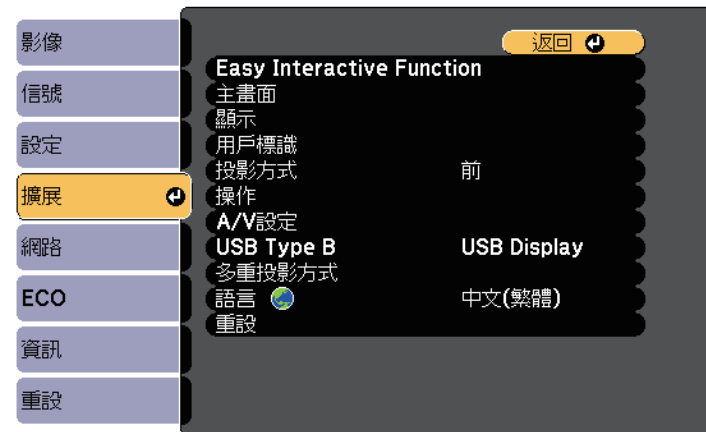 影像
信號
設定
擴展
網路
ECO
資訊
重設
返回
Easy Interactive Function
主畫面
顯示
用戶標識
投影方式 前
操作
A/V設定
USB Type B USB Display
多重投影方式
語言 中文(繁體)
重設